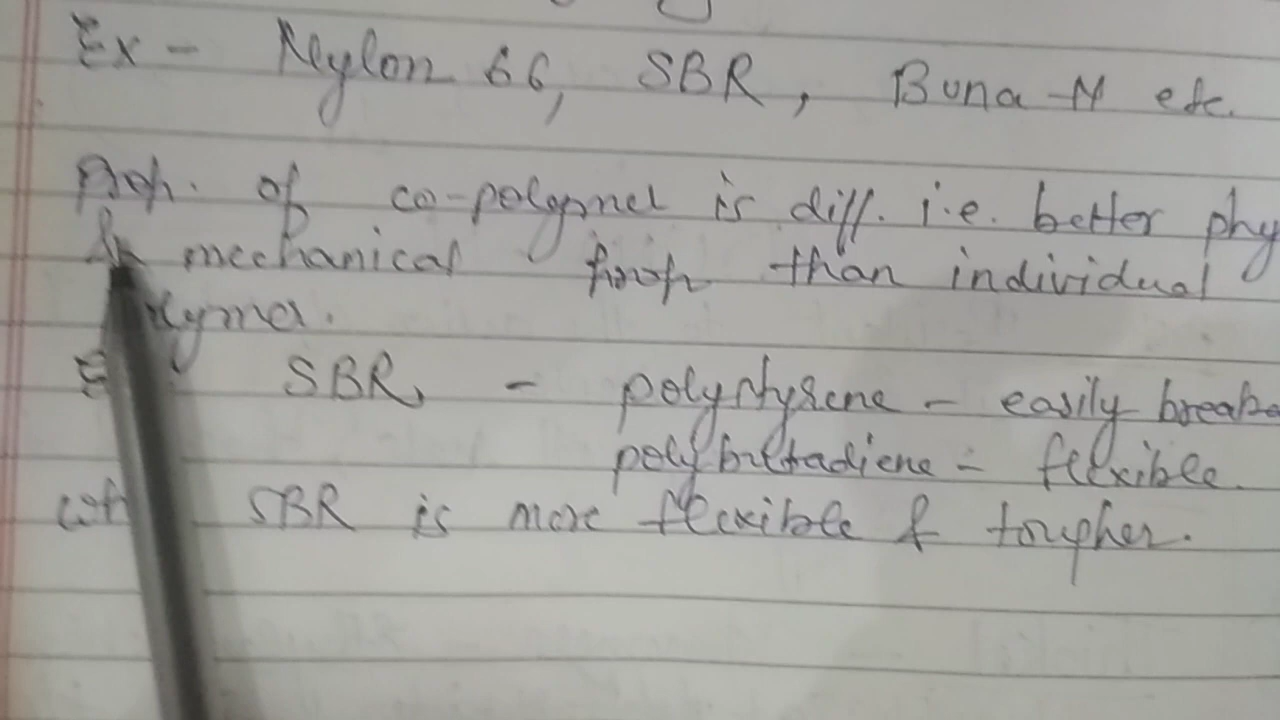 Ex - Nylon 66, SBR, Buna-N etc.
Prop. of co-polymer is diff. i.e. better phy
& mechanical prop than individual
lymer.
SBR, - polystyrene - easily break
polybutadiene - flexible.
SBR is more flexible & tougher.